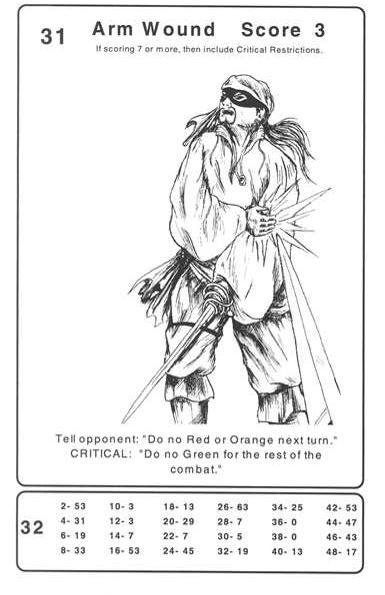 31 Arm Wound Score 3
If scoring 7 or more, then include Critical Restrictions.
Tell opponent: "Do no Red or Orange next turn."
CRITICAL: "Do no Green for the rest of the
combat."
32
2- 53 10- 3 18- 13 26- 63 34- 25 42- 53
4- 31 12- 3 20- 29 28- 7 36- 0 44- 47
6- 19 14- 7 22- 7 30- 5 38- 0 46- 43
8- 33 16- 53 24- 45 32- 19 40- 13 48- 17